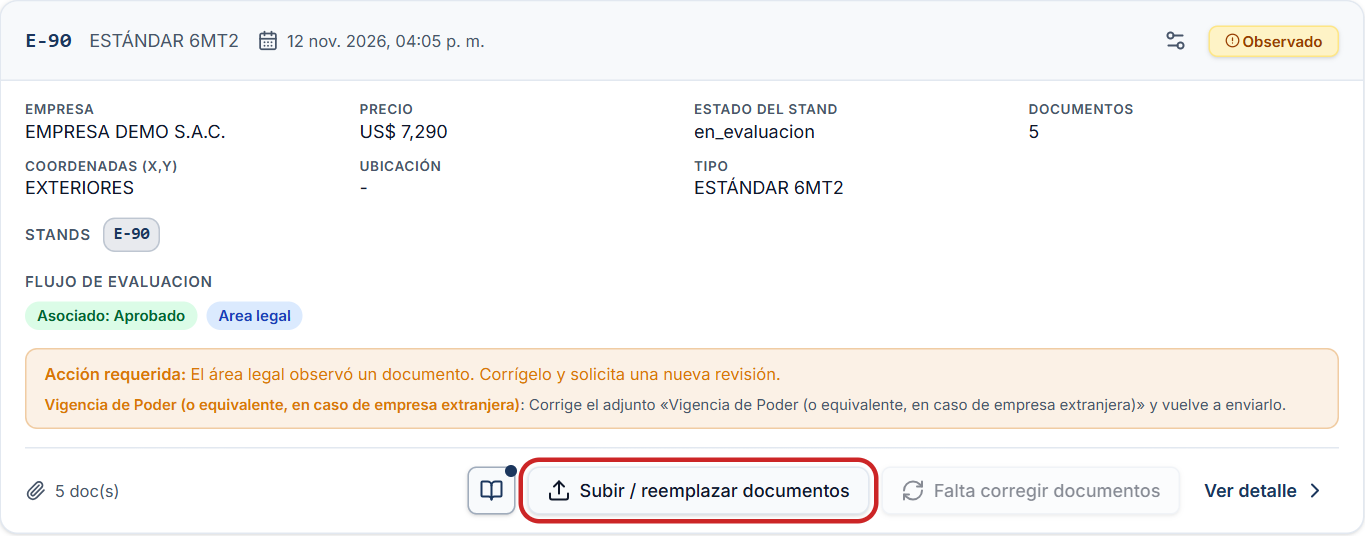 E-90 ESTÁNDAR 6MT2 12 nov. 2026, 04:05 p. m. Observado
EMPRESA PRECIO ESTADO DEL STAND DOCUMENTOS
EMPRESA DEMO S.A.C. US$ 7,290 en_evaluacion 5
COORDENADAS (X,Y) UBICACIÓN TIPO
EXTERIORES - ESTÁNDAR 6MT2
STANDS E-90
FLUJO DE EVALUACION
Asociado: Aprobado Area legal
Acción requerida: El área legal observó un documento. Corrígelo y solicita una nueva revisión.
Vigencia de Poder (o equivalente, en caso de empresa extranjera): Corrige el adjunto «Vigencia de Poder (o equivalente, en caso de empresa extranjera)» y vuelve a enviarlo.
5 doc(s) Subir / reemplazar documentos Falta corregir documentos Ver detalle